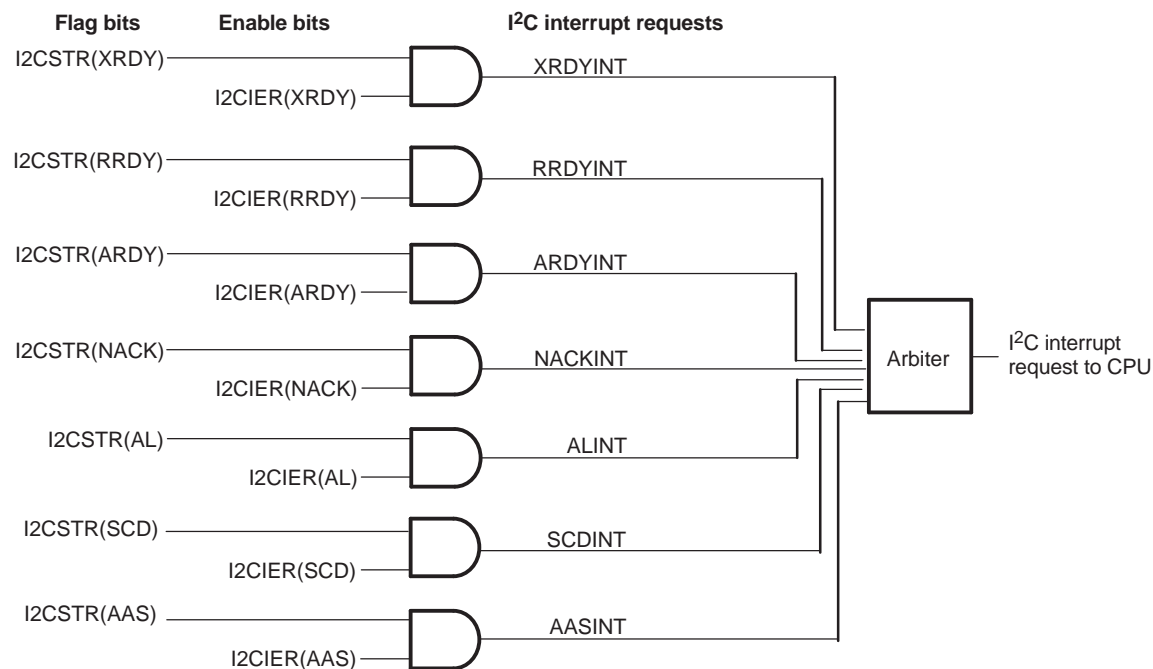 Flag bits
Enable bits
I²C interrupt requests
I2CSTR(XRDY)
I2CIER(XRDY)
XRDYINT
I2CSTR(RRDY)
I2CIER(RRDY)
RRDYINT
I2CSTR(ARDY)
I2CIER(ARDY)
ARDYINT
I2CSTR(NACK)
I2CIER(NACK)
NACKINT
I2CSTR(AL)
I2CIER(AL)
ALINT
I2CSTR(SCD)
I2CIER(SCD)
SCDINT
I2CSTR(AAS)
I2CIER(AAS)
AASINT
Arbiter
I²C interrupt
request to CPU